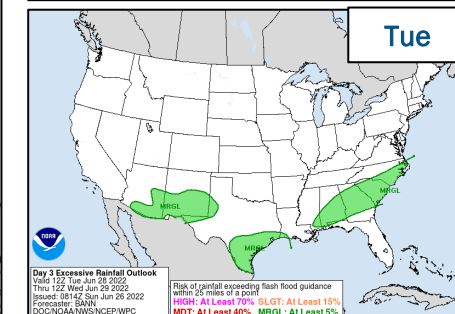 Tue
MRGL
MRGL
MRGL
NOAA
Day 3 Excessive Rainfall Outlook
Valid 12Z Tue Jun 28 2022
Thru 12Z Wed Jun 29 2022
Issued: 0814Z Sun Jun 26 2022
Forecaster: BANN
DOC/NOAA/NWS/NCEP/WPC
Risk of rainfall exceeding flash flood guidance
within 25 miles of a point
HIGH: At Least 70% SLGT: At Least 15%
MDT: At Least 40% MRGL: At Least 5%